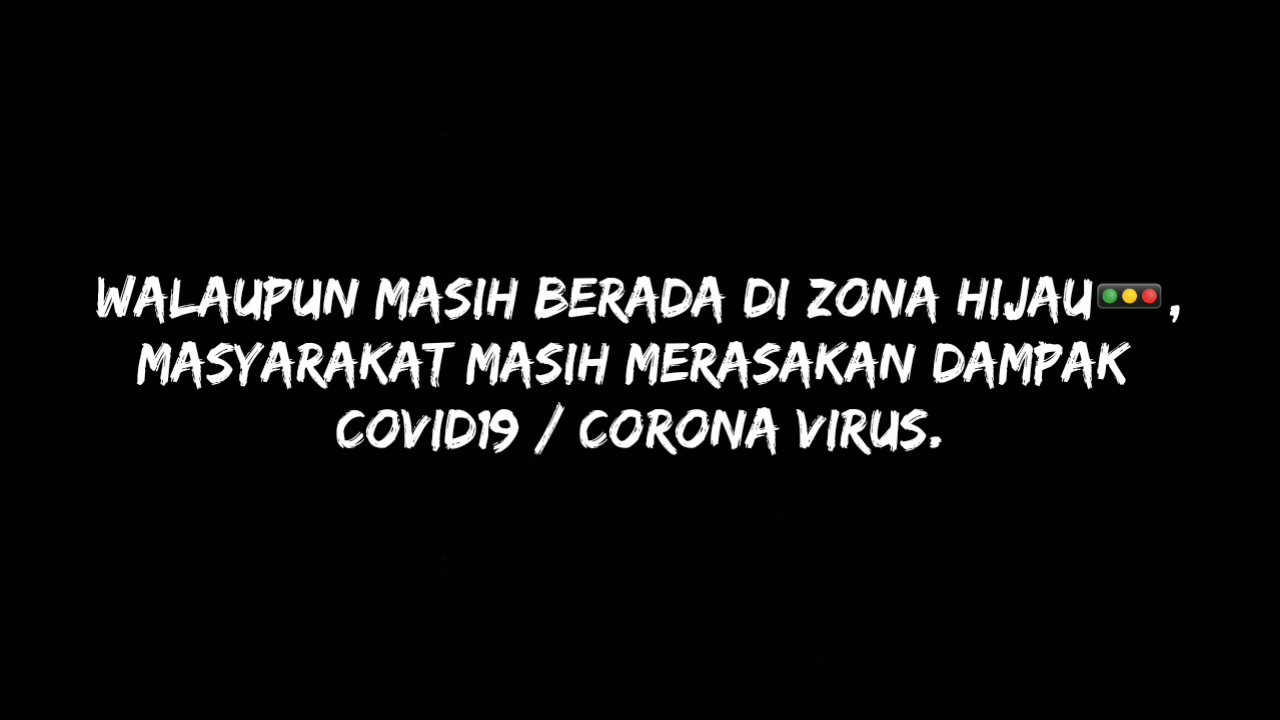 WALAUPUN MASIH BERADA DI ZONA HIJAU🚥,
MASYARAKAT MASIH MERASAKAN DAMPAK
COVID19 / CORONA VIRUS.